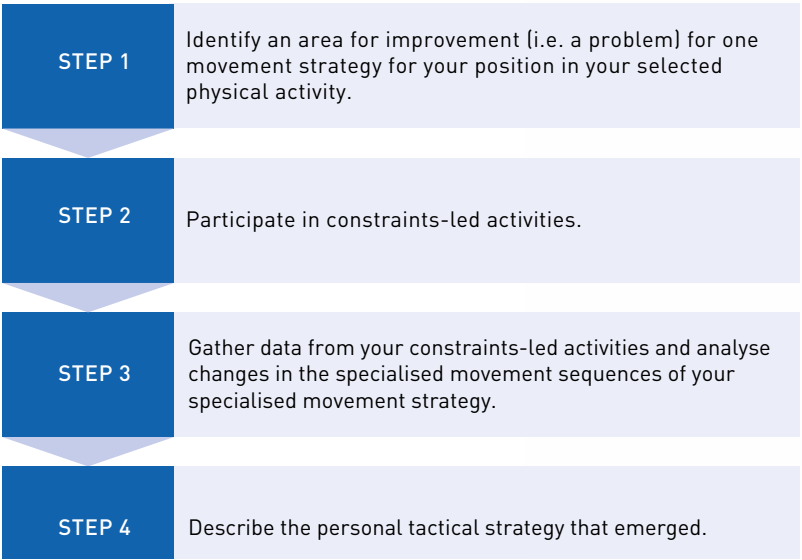 STEP 1
Identify an area for improvement (i.e. a problem) for one
movement strategy for your position in your selected
physical activity.
STEP 2
Participate in constraints-led activities.
STEP 3
Gather data from your constraints-led activities and analyse
changes in the specialised movement sequences of your
specialised movement strategy.
STEP 4
Describe the personal tactical strategy that emerged.